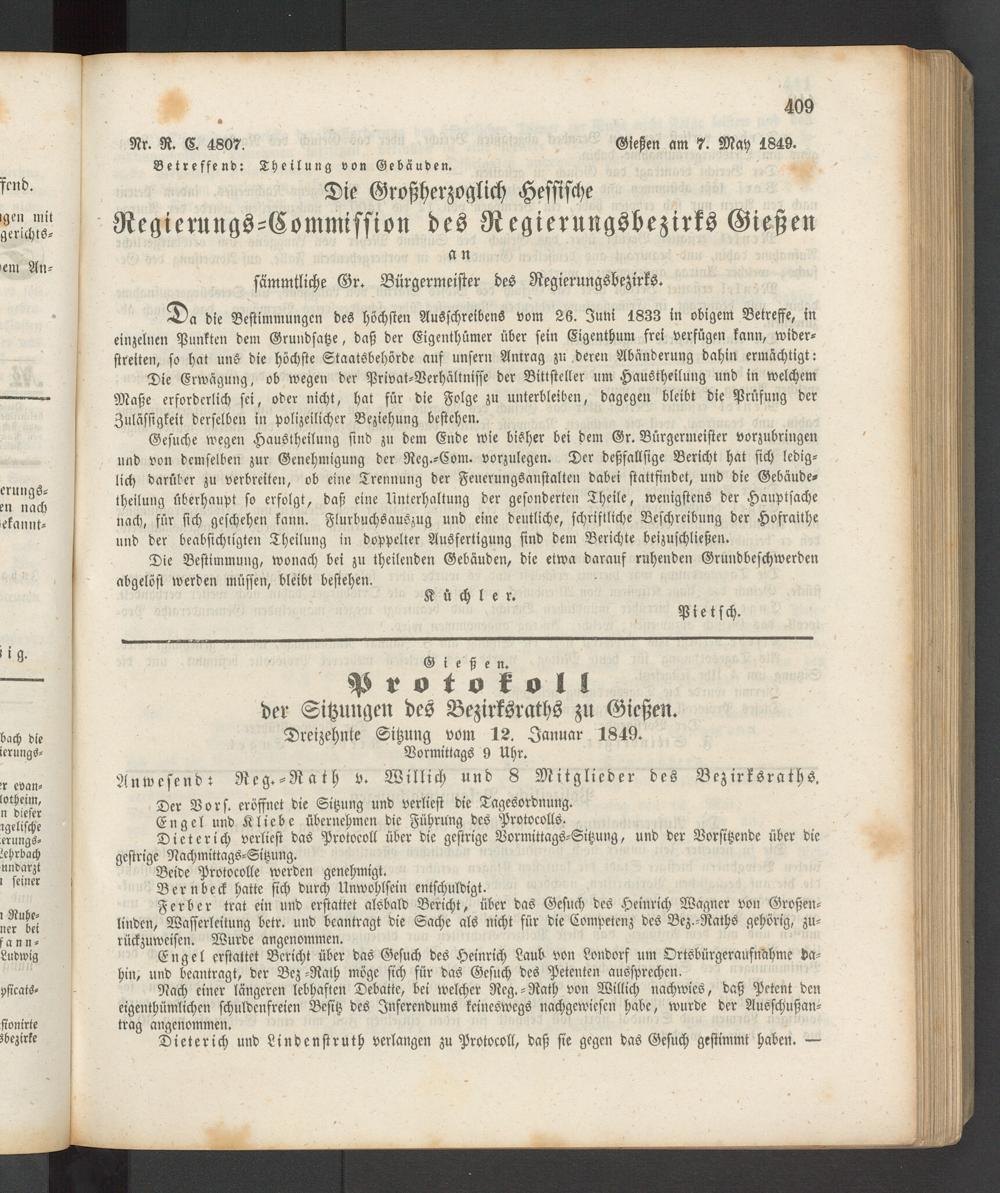 409
Nr. R. C. 4807.
Gießen am 7. May 1849.
Betreffend: Theilung von Gebäuden.
Die Großherzoglich Hessische
Regierungs-Commission des Regierungsbezirks Gießen
an
sämmtliche Gr. Bürgermeister des Regierungsbezirks.
Da die Bestimmungen des höchsten Ausschreibens vom 26. Juni 1833 in obigem Betreffe, in
einzelnen Punkten dem Grundsatze, daß der Eigenthümer über sein Eigenthum frei verfügen kann, wider-
streiten, so hat uns die höchste Staatsbehörde auf unsern Antrag zu deren Abänderung dahin ermächtigt:
Die Erwägung, ob wegen der Privat-Verhältnisse der Bittsteller um Haustheilung und in welchem
Maße erforderlich sei, oder nicht, hat für die Folge zu unterbleiben, dagegen bleibt die Prüfung der
Zulässigkeit derselben in polizeilicher Beziehung bestehen.
Gesuche wegen Haustheilung sind zu dem Ende wie bisher bei dem Gr. Bürgermeister vorzubringen
und von demselben zur Genehmigung der Reg.-Com. vorzulegen. Der deßfallsige Bericht hat sich ledig-
lich darüber zu verbreiten, ob eine Trennung der Feuerungsanstalten dabei stattfindet, und die Gebäude-
theilung überhaupt so erfolgt, daß eine Unterhaltung der gesonderten Theile, wenigstens der Hauptsache
nach, für sich geschehen kann. Flurbuchsauszug und eine deutliche, schriftliche Beschreibung der Hofraithe
und der beabsichtigten Theilung in doppelter Ausfertigung sind dem Berichte beizuschließen.
Die Bestimmung, wonach bei zu theilenden Gebäuden, die etwa darauf ruhenden Grundbeschwerden
abgelöst werden müssen, bleibt bestehen.
Küchler.
Pietsch.
Gießen.
Protokoll
der Sitzungen des Bezirksraths zu Gießen.
Dreizehnte Sitzung vom 12. Januar 1849.
Vormittags 9 Uhr.
Anwesend: Reg.-Rath v. Willich und 8 Mitglieder des Bezirksraths.
Der Vors. eröffnet die Sitzung und verliest die Tagesordnung.
Engel und Kliebe übernehmen die Führung des Protocolls.
Dieterich verliest das Protocoll über die gestrige Vormittags-Sitzung, und der Vorsitzende über die
gestrige Nachmittags-Sitzung.
Beide Protocolle werden genehmigt.
Bernbeck hatte sich durch Unwohlsein entschuldigt.
Ferber trat ein und erstattet alsbald Bericht, über das Gesuch des Heinrich Wagner von Großen-
linden, Wasserleitung betr. und beantragt die Sache als nicht für die Competenz des Bez.-Raths gehörig, zu-
rückzuweisen. Wurde angenommen.
Engel erstattet Bericht über das Gesuch des Heinrich Laub von Londorf um Ortsbürgeraufnahme da-
hin, und beantragt, der Bez-Rath möge sich für das Gesuch des Petenten aussprechen.
Nach einer längeren lebhaften Debatte, bei welcher Reg.-Rath von Willich nachwies, daß Petent den
eigenthümlichen schuldenfreien Besitz des Inferendums keineswegs nachgewiesen habe, wurde der Ausschußan-
trag angenommen.
Dieterich und Lindenstruth verlangen zu Protocoll, daß sie gegen das Gesuch gestimmt haben. —